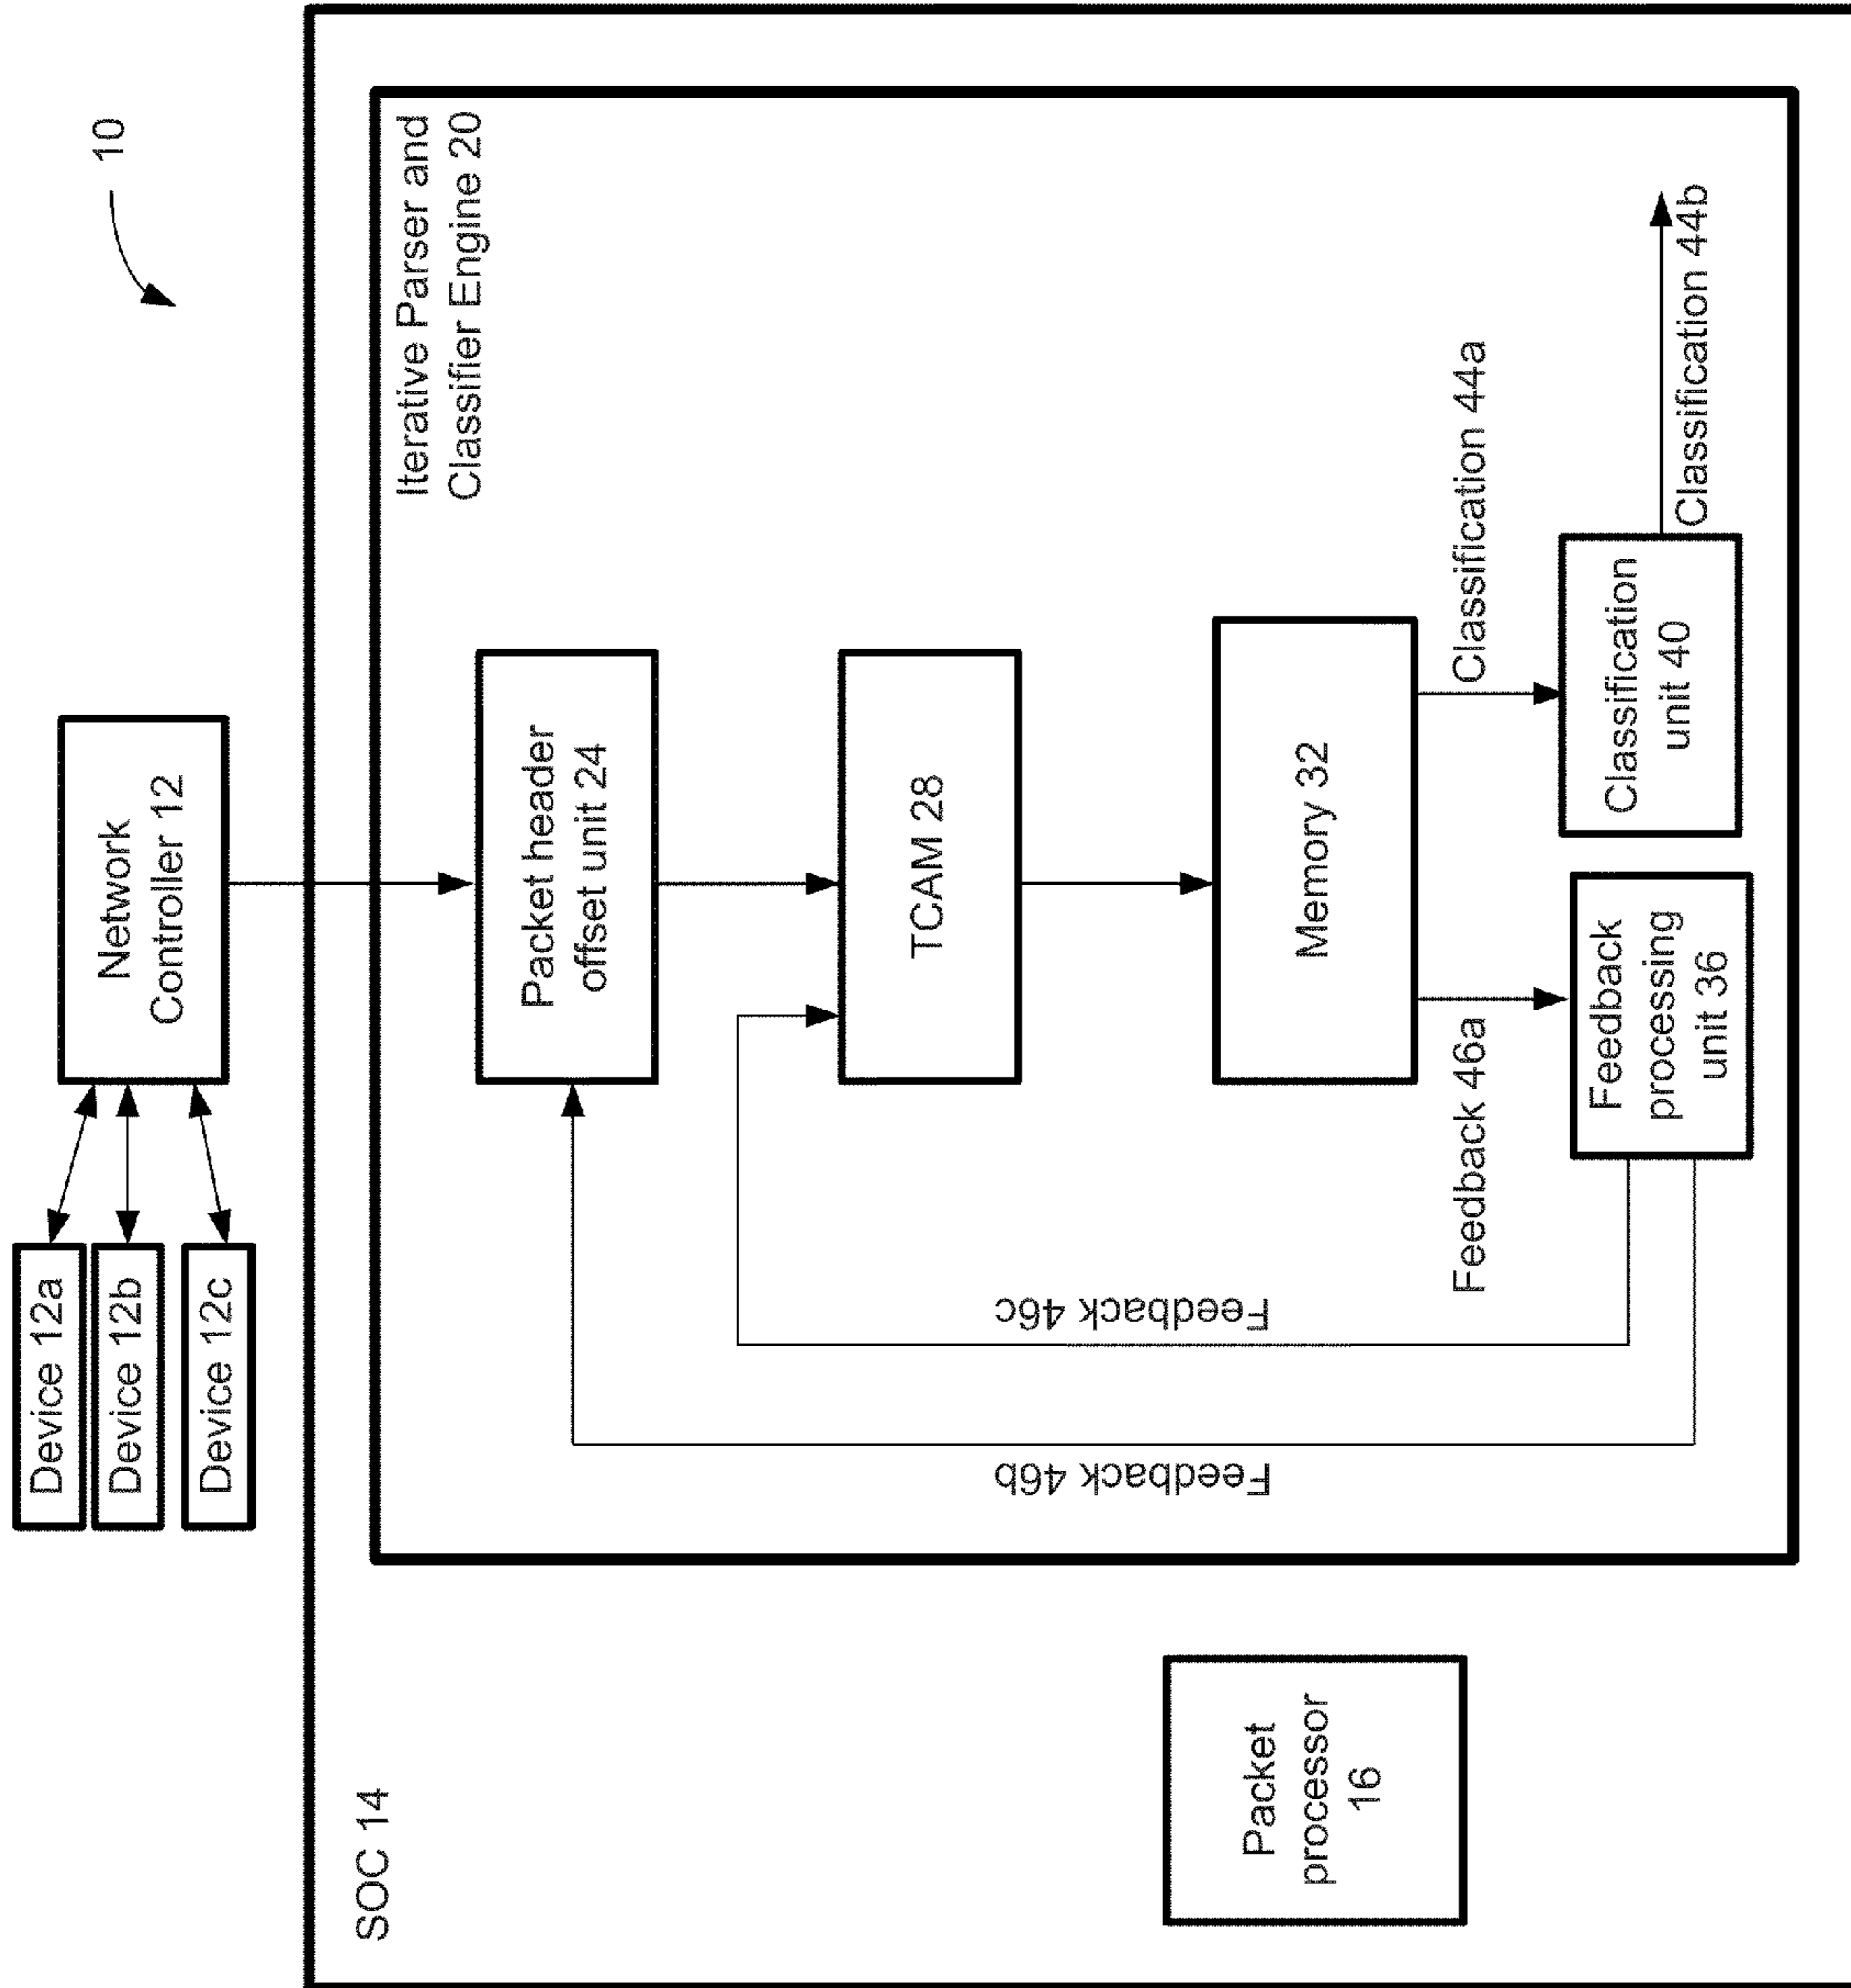 10
Device 12a
Device 12b
Device 12c
Network
Controller 12
SOC 14
Iterative Parser and
Classifier Engine 20
Packet header
offset unit 24
TCAM 28
Memory 32
Feedback 46c
Feedback 46b
Feedback 46a
Classification 44a
Feedback
processing
unit 36
Classification
unit 40
Classification 44b
Packet
processor
16